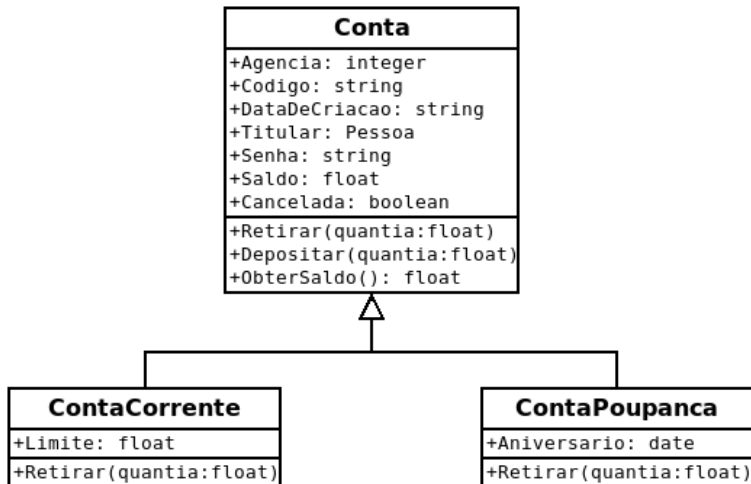 Conta
+Agencia: integer
+Codigo: string
+DataDeCriacao: string
+Titular: Pessoa
+Senha: string
+Saldo: float
+Cancelada: boolean
+Retirar(quantia:float)
+Depositar(quantia:float)
+ObterSaldo(): float
ContaCorrente
+Limite: float
+Retirar(quantia:float)
ContaPoupanca
+Aniversario: date
+Retirar(quantia:float)